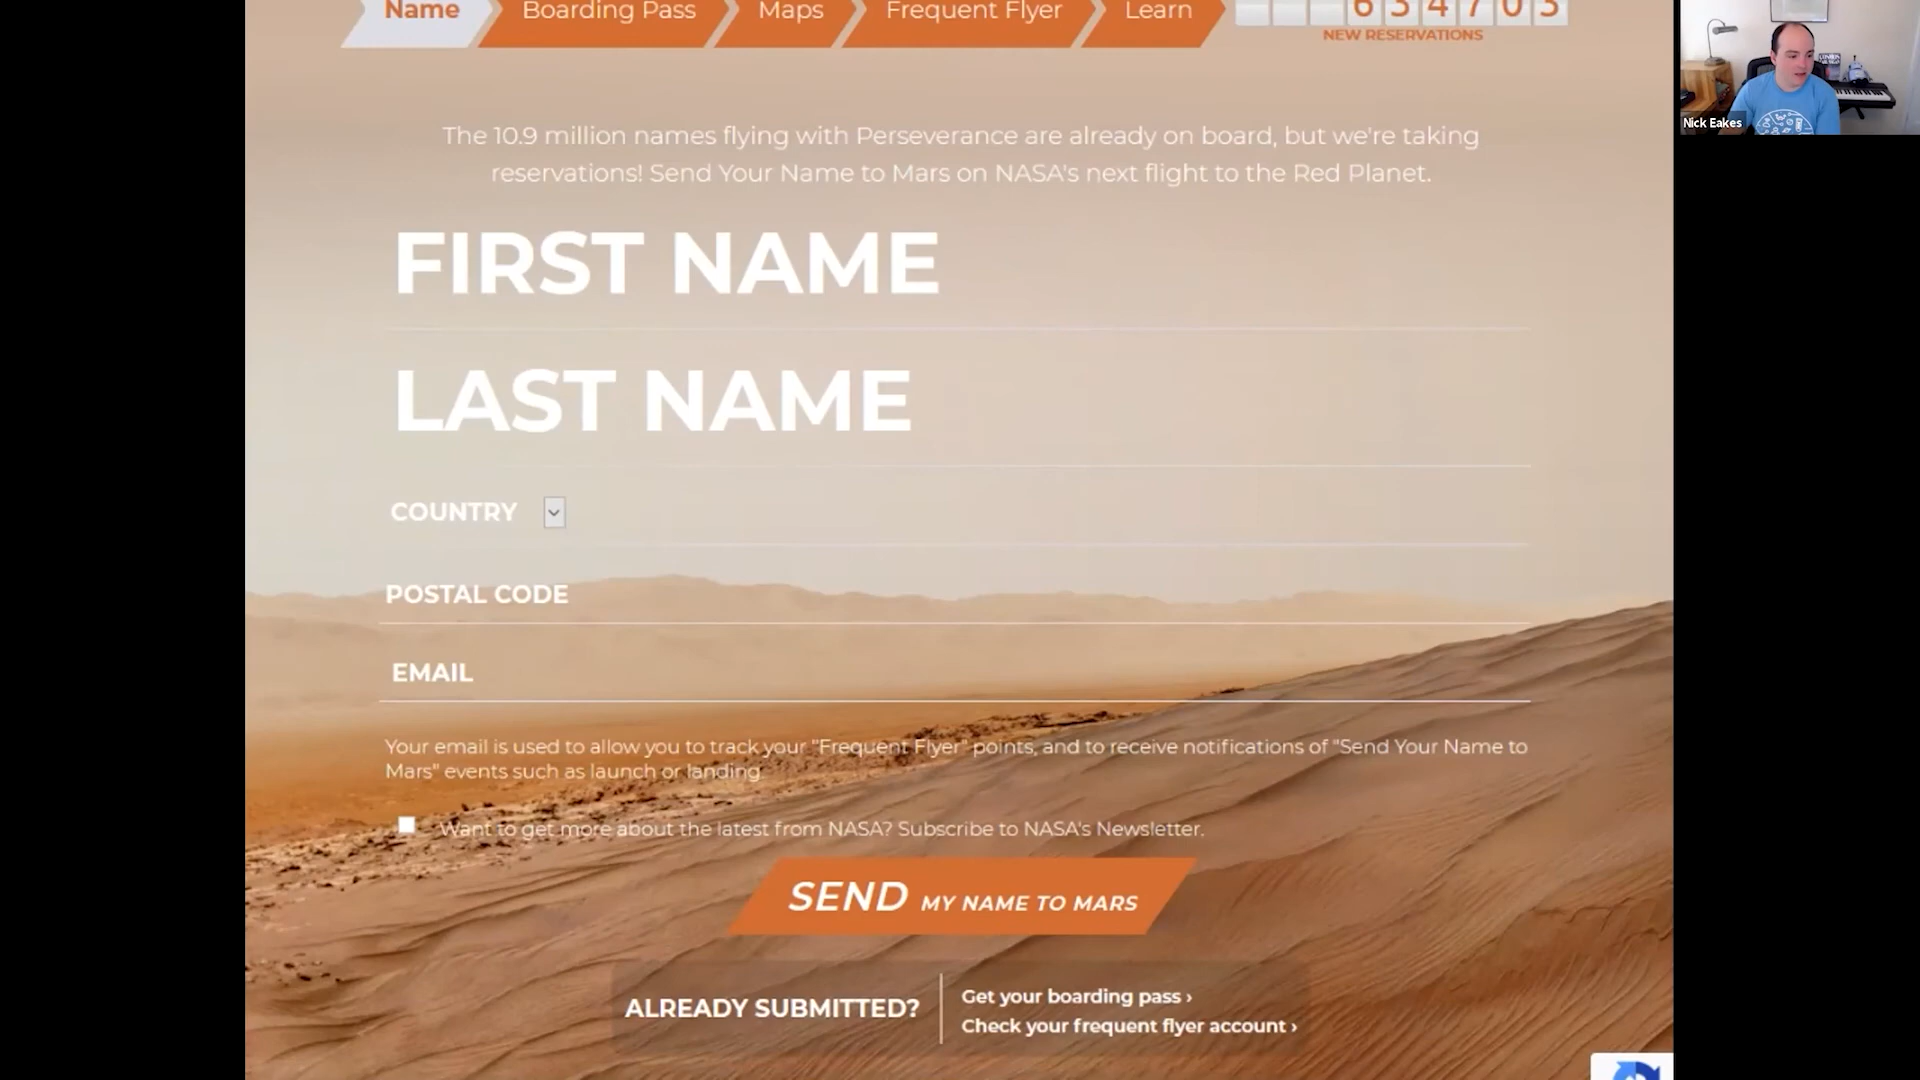 Name Boarding Pass Maps Frequent Flyer Learn 634703
NEW RESERVATIONS
Nick Eakes
The 10.9 million names flying with Perseverance are already on board, but we're taking
reservations! Send Your Name to Mars on NASA's next flight to the Red Planet.
FIRST NAME
LAST NAME
COUNTRY
POSTAL CODE
EMAIL
Your email is used to allow you to track your "Frequent Flyer" points, and to receive notifications of "Send Your Name to
Mars" events such as launch or landing.
Want to get more about the latest from NASA? Subscribe to NASA's Newsletter.
SEND MY NAME TO MARS
ALREADY SUBMITTED?
Get your boarding pass ›
Check your frequent flyer account ›